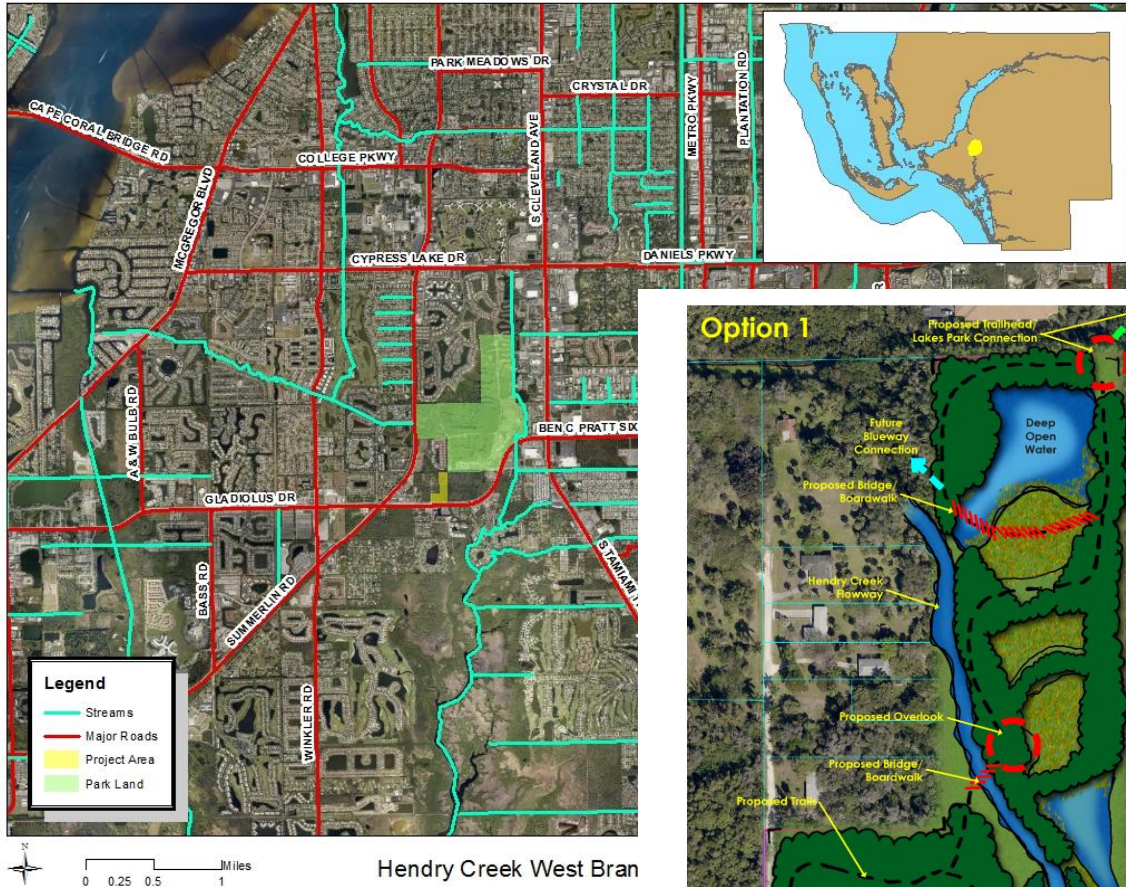 PARK MEADOWS DR
CRYSTAL DR
METRO PKWY
PLANTATION RD
CAPE CORAL BRIDGE RD
COLLEGE PKWY
S CLEVELAND AVE
MCGREGOR BLVD
CYPRESS LAKE DR
DANIELS PKWY
A & W BULB RD
BEN C PRATT SIX
GLADIOLUS DR
BASS RD
SUMMERLIN RD
S TAMIAMI
WINKLER RD
Legend
Streams
Major Roads
Project Area
Park Land
0 0.25 0.5 1
Miles
Hendry Creek West Bran
Option 1
Proposed Trailhead/
Lakes Park Connection
Deep
Open
Water
Future
Blueway
Connection
Proposed Bridge/
Boardwalk
Hendry Creek
Flowway
Proposed Overlook
Proposed Bridge/
Boardwalk
Proposed Trails